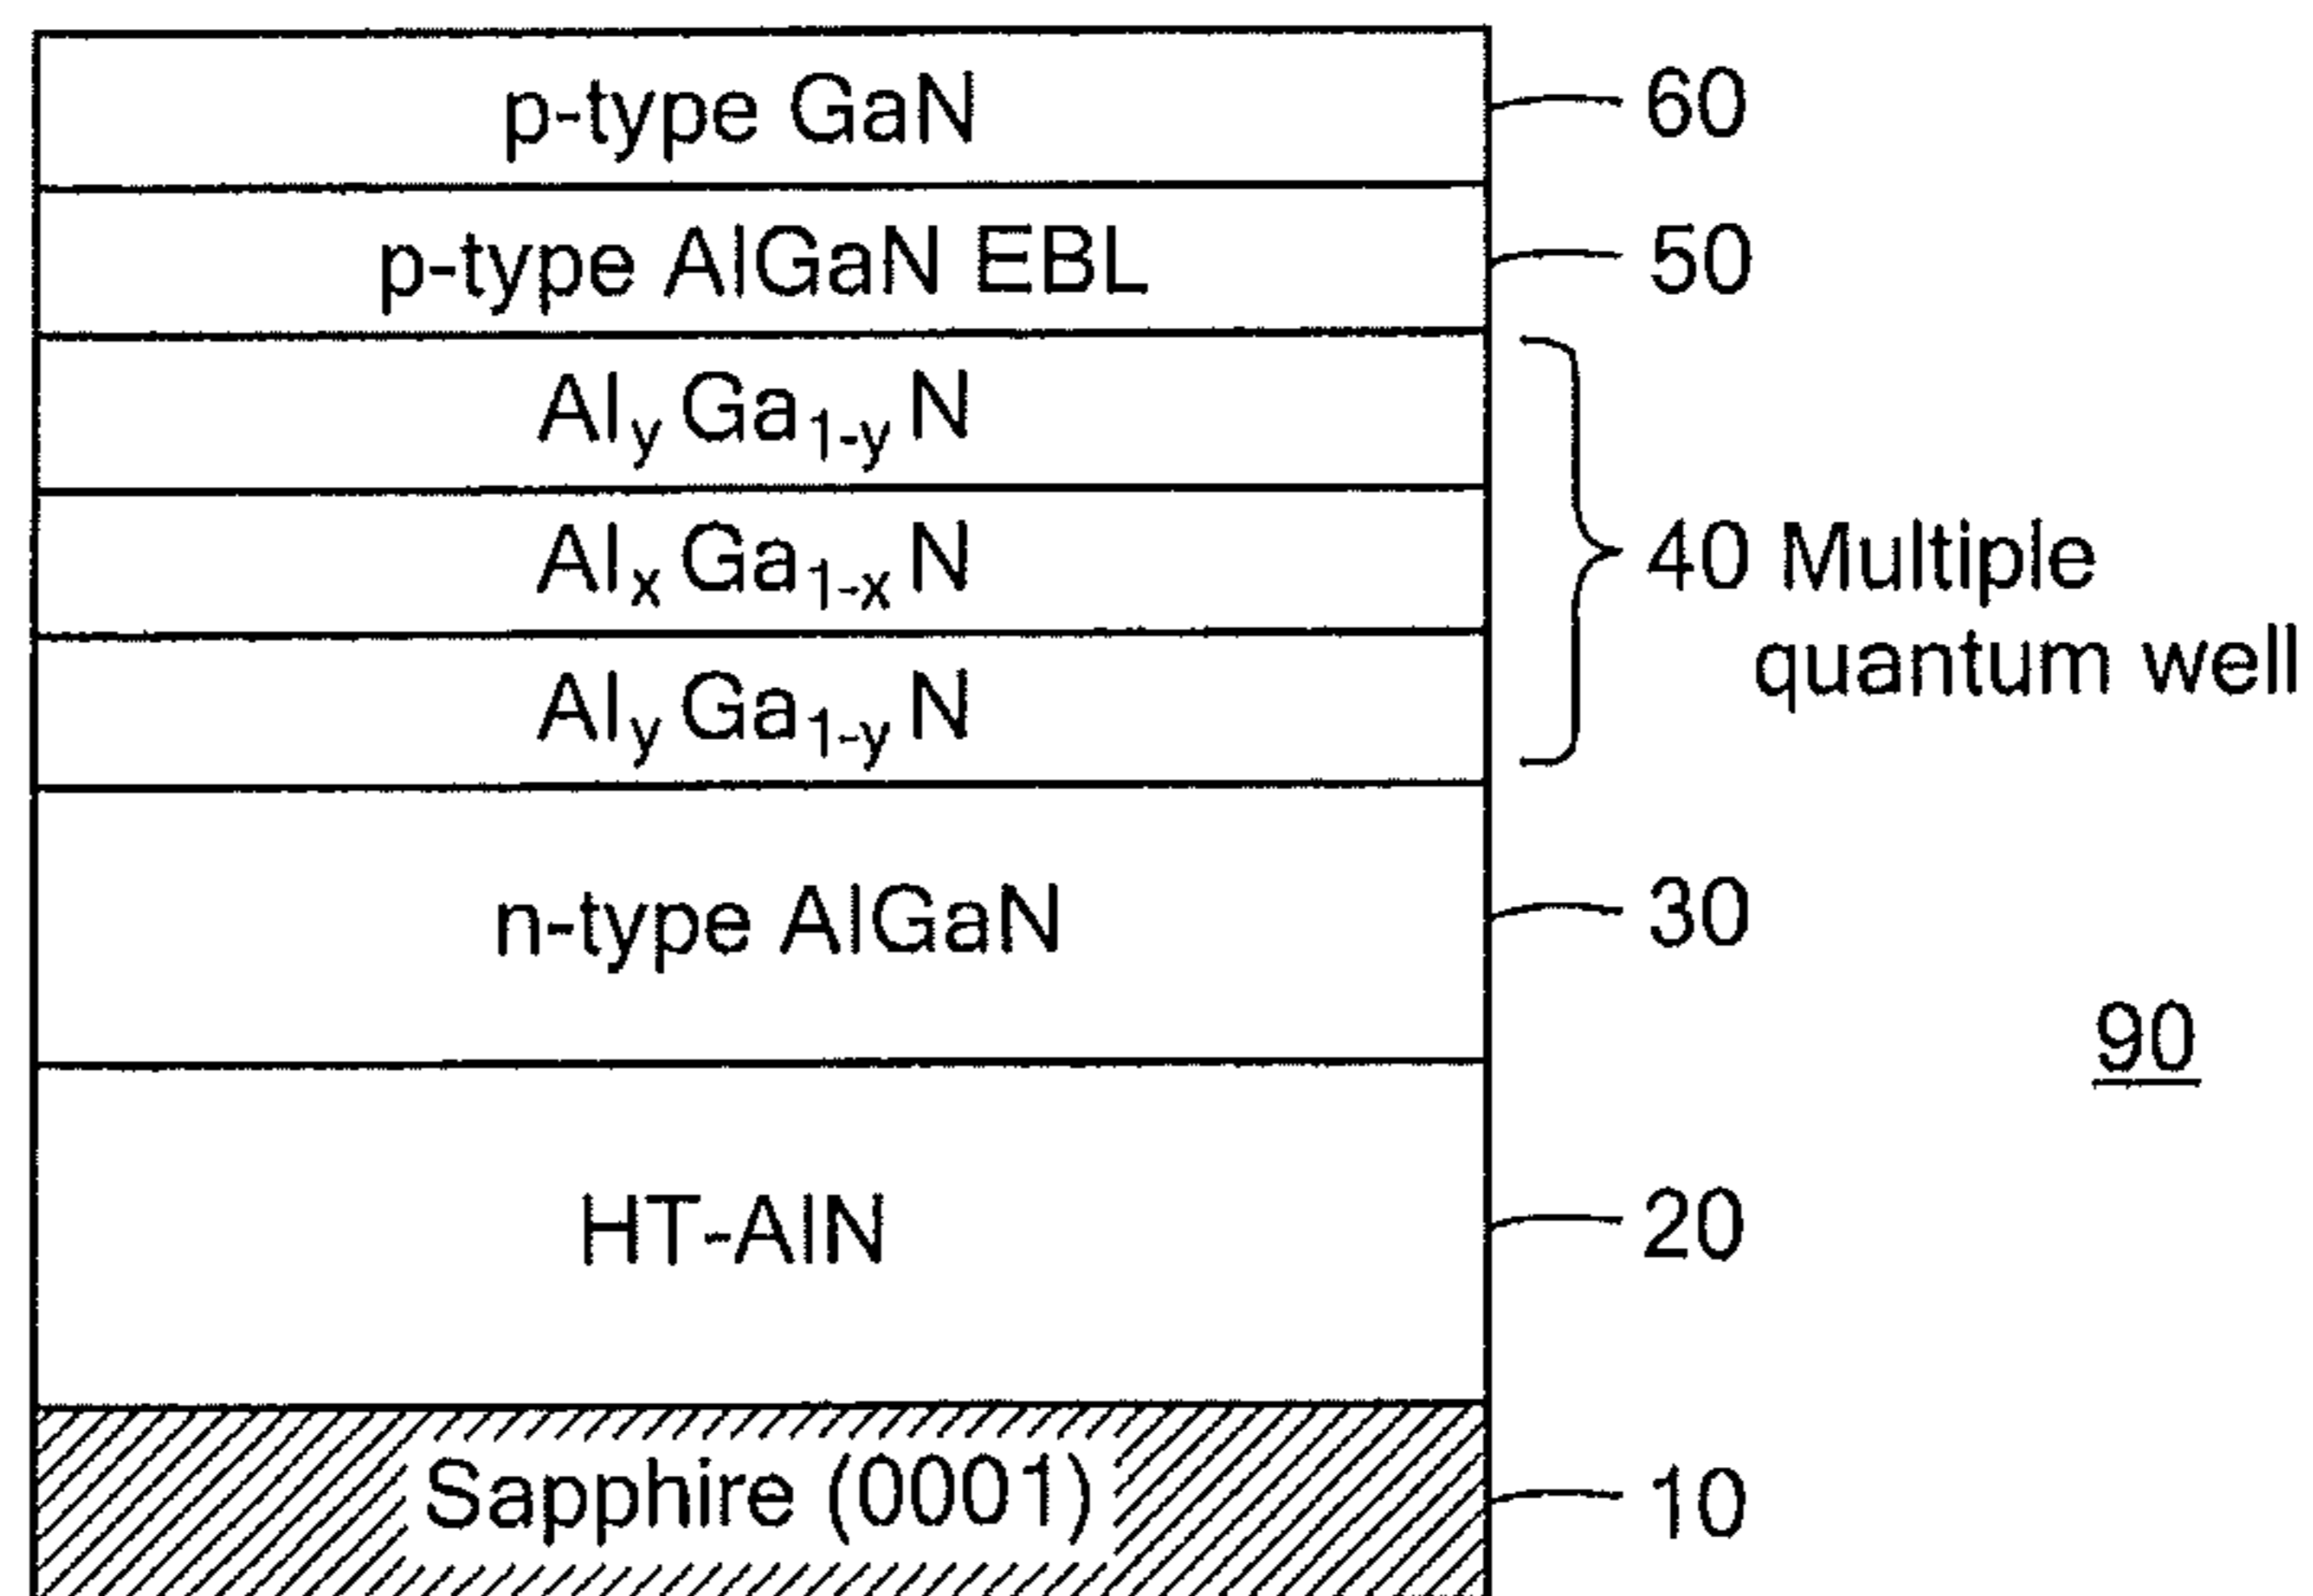 p-type GaN 60
p-type AlGaN EBL 50
AlyGa1-yN
AlxGa1-xN 40 Multiple
quantum well
AlyGa1-yN
n-type AlGaN 30
90
HT-AlN 20
Sapphire (0001) 10